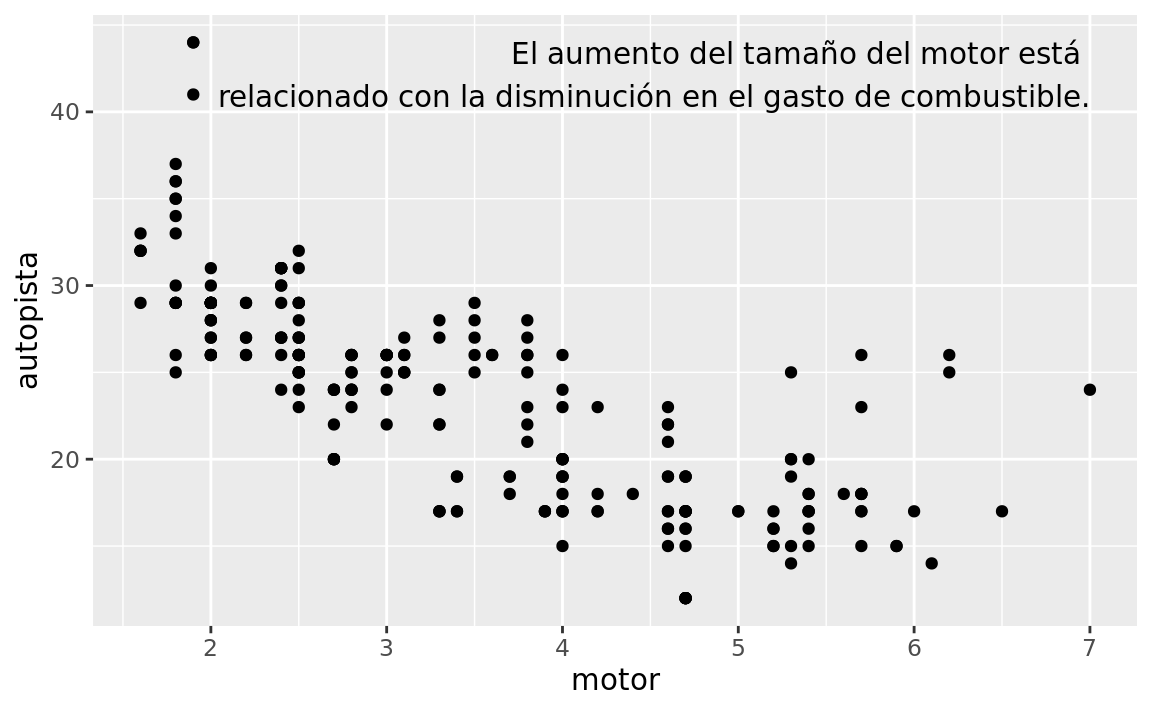 El aumento del tamaño del motor está
relacionado con la disminución en el gasto de combustible.
40
30
20
autopista
2 3 4 5 6 7
motor